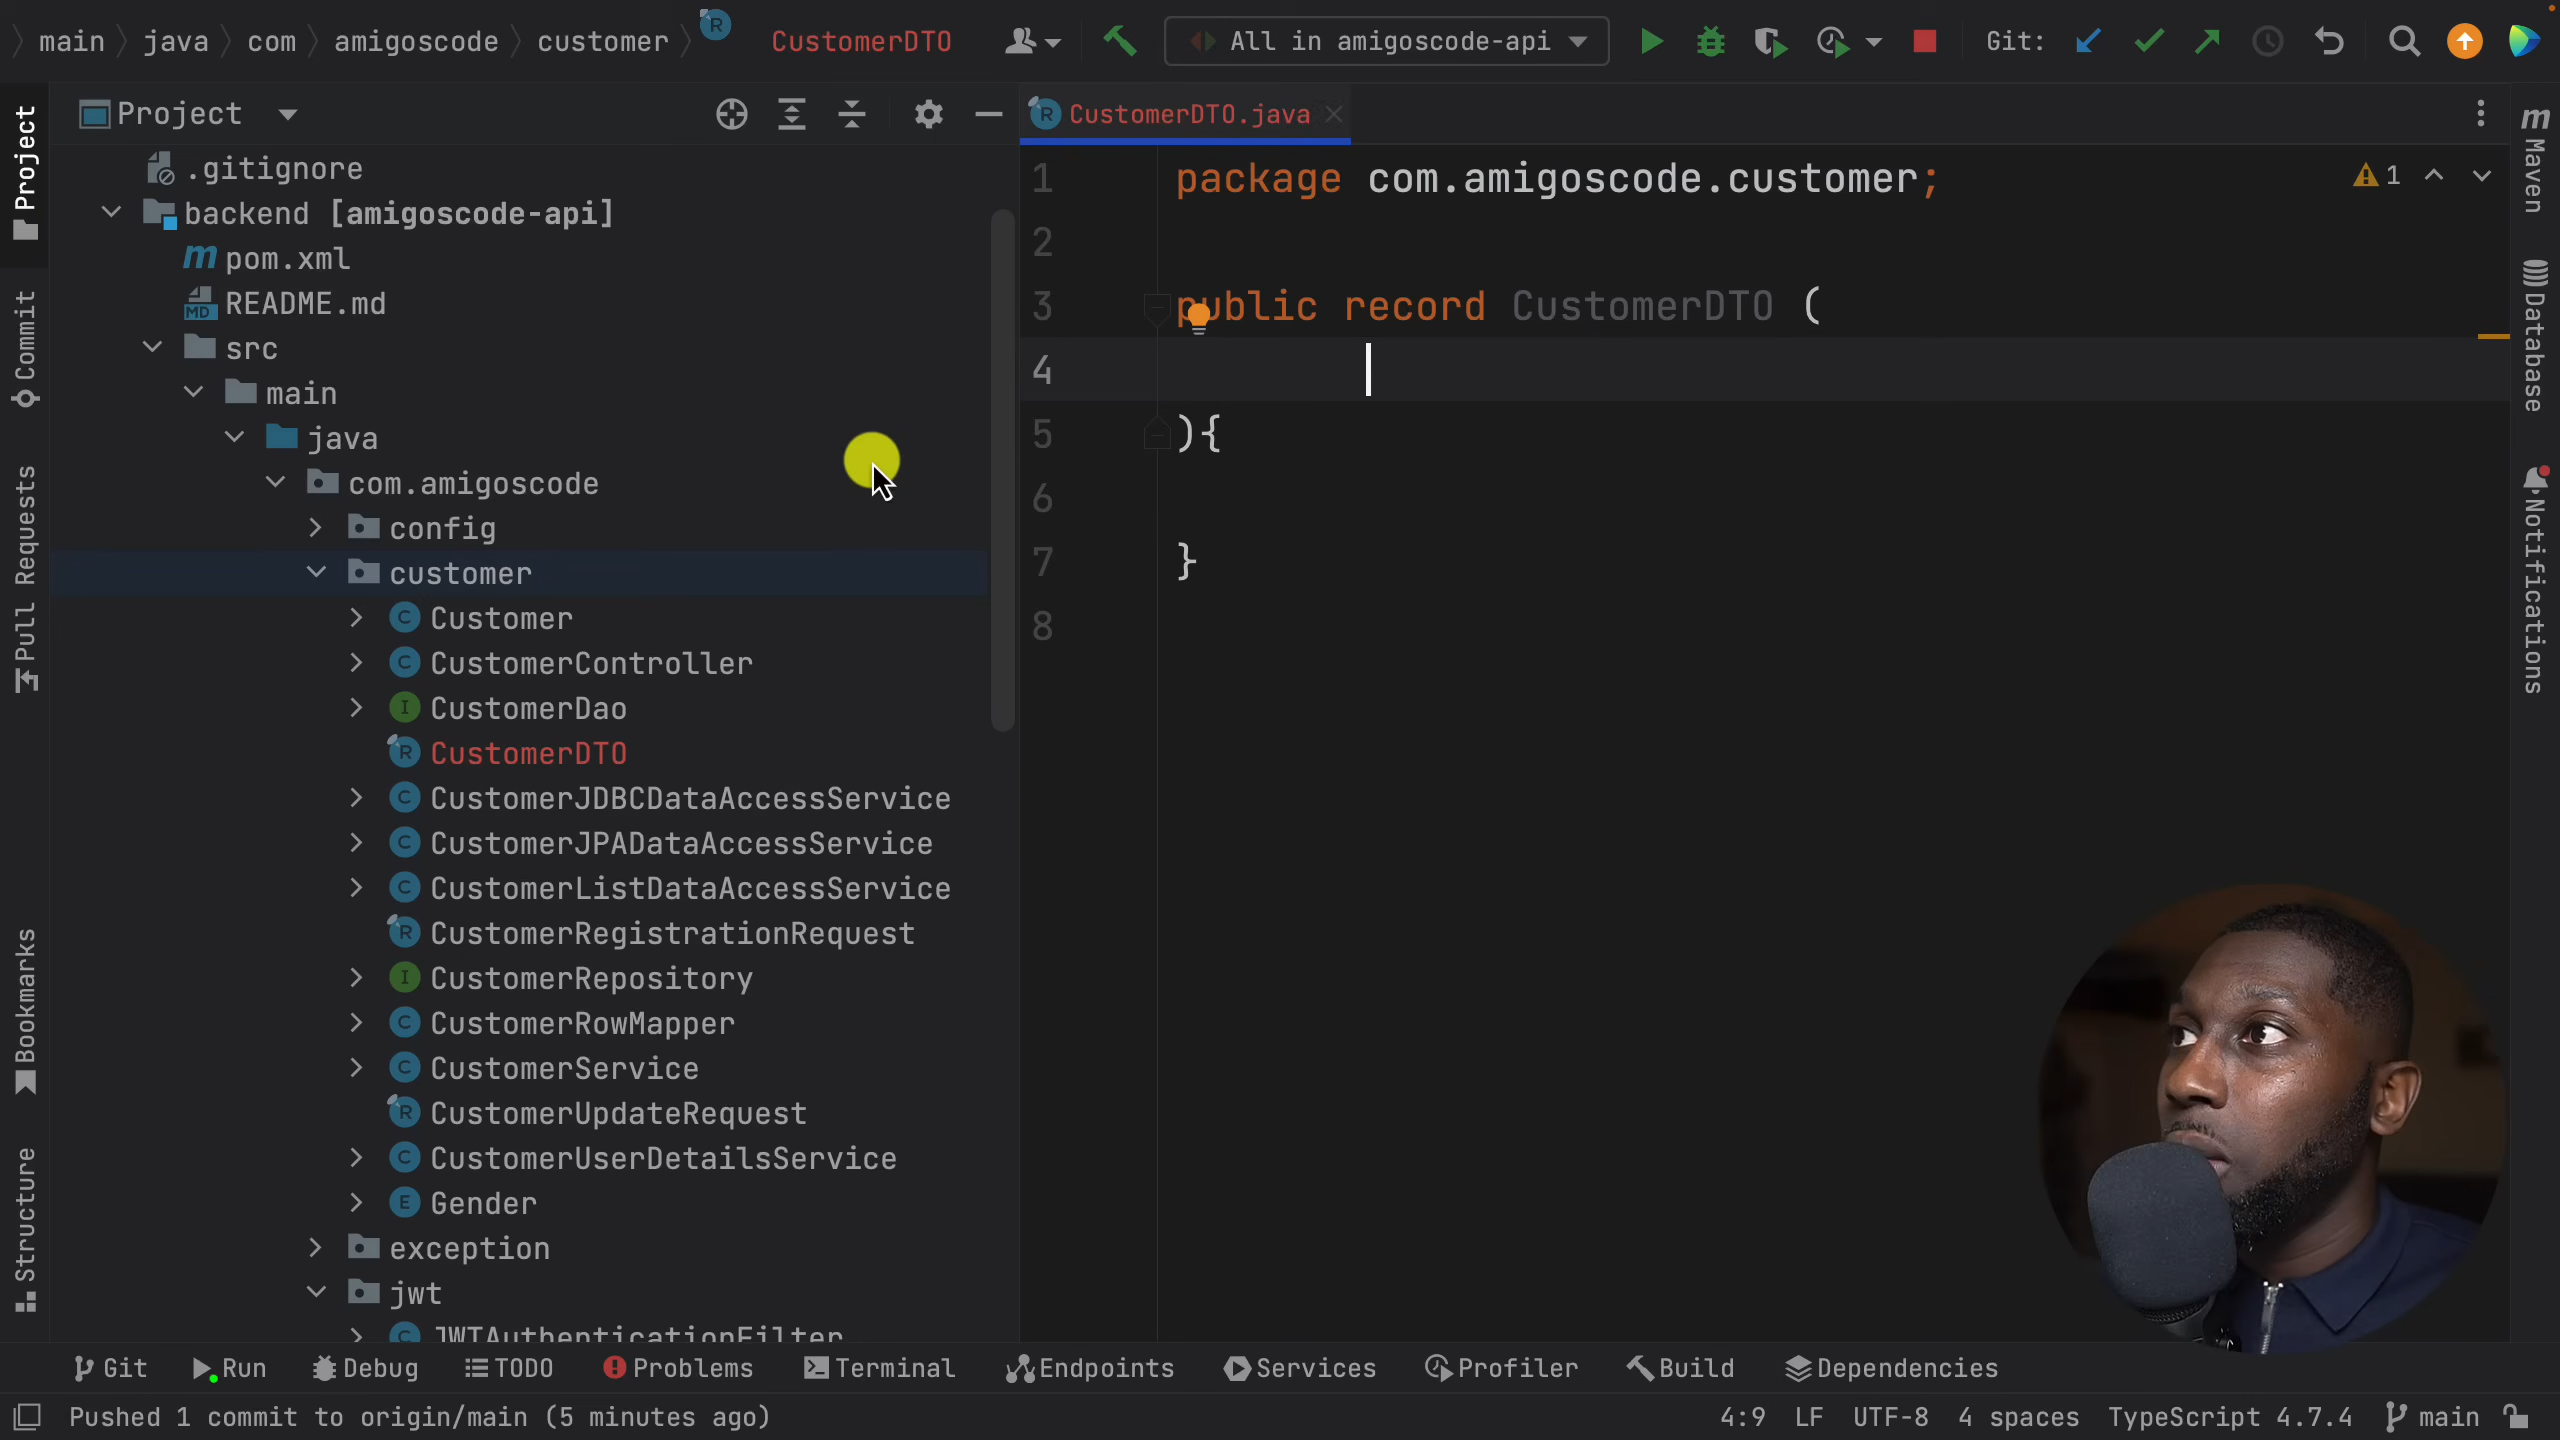 main
java
com
amigoscode
customer
CustomerDTO
All in amigoscode-api
Git:
Project
CustomerDTO.java
.gitignore
backend [amigoscode-api]
pom.xml
README.md
src
main
java
com.amigoscode
config
customer
Customer
CustomerController
CustomerDao
CustomerDTO
CustomerJDBCDataAccessService
CustomerJPADataAccessService
CustomerListDataAccessService
CustomerRegistrationRequest
CustomerRepository
CustomerRowMapper
CustomerService
CustomerUpdateRequest
CustomerUserDetailsService
Gender
exception
jwt
JWTAuthenticationFilter
1 package com.amigoscode.customer;
2
3 public record CustomerDTO (
4
5 ){
6
7 }
8
1
Project
Commit
Pull Requests
Bookmarks
Structure
Maven
Database
Notifications
Git
Run
Debug
TODO
Problems
Terminal
Endpoints
Services
Profiler
Build
Dependencies
Pushed 1 commit to origin/main (5 minutes ago)
4:9
LF
UTF-8
4 spaces
TypeScript 4.7.4
main